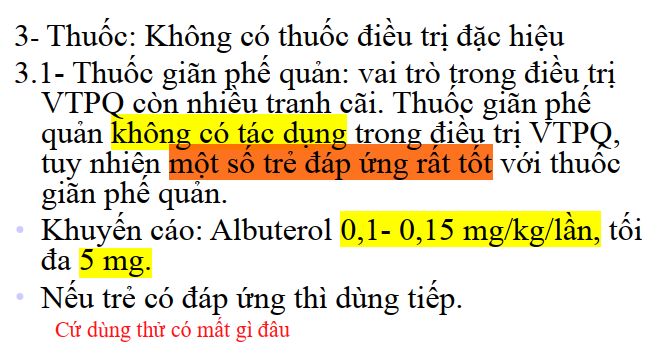 3- Thuốc: Không có thuốc điều trị đặc hiệu
3.1- Thuốc giãn phế quản: vai trò trong điều trị
VTPQ còn nhiều tranh cãi. Thuốc giãn phế
quản không có tác dụng trong điều trị VTPQ,
tuy nhiên một số trẻ đáp ứng rất tốt với thuốc
giãn phế quản.
• Khuyến cáo: Albuterol 0,1- 0,15 mg/kg/lần, tối
đa 5 mg.
• Nếu trẻ có đáp ứng thì dùng tiếp.
Cứ dùng thử có mất gì đâu